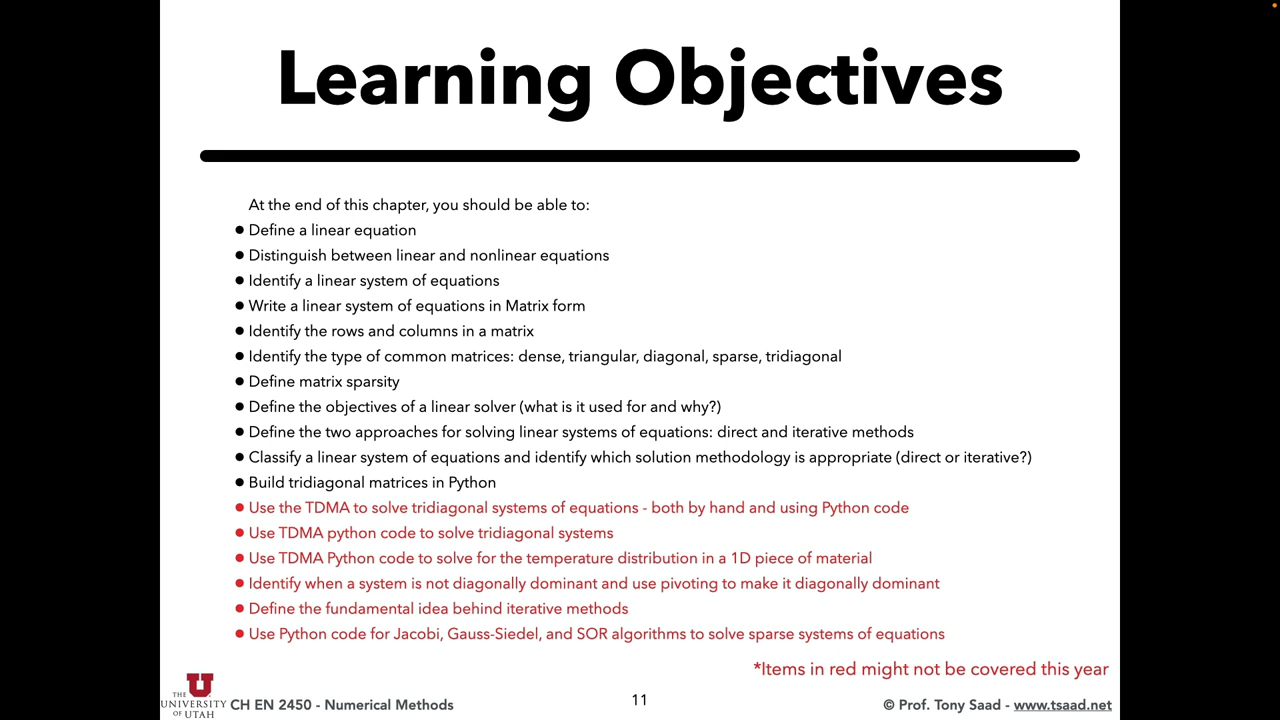 Learning Objectives
At the end of this chapter, you should be able to:
● Define a linear equation
● Distinguish between linear and nonlinear equations
● Identify a linear system of equations
● Write a linear system of equations in Matrix form
● Identify the rows and columns in a matrix
● Identify the type of common matrices: dense, triangular, diagonal, sparse, tridiagonal
● Define matrix sparsity
● Define the objectives of a linear solver (what is it used for and why?)
● Define the two approaches for solving linear systems of equations: direct and iterative methods
● Classify a linear system of equations and identify which solution methodology is appropriate (direct or iterative?)
● Build tridiagonal matrices in Python
● Use the TDMA to solve tridiagonal systems of equations - both by hand and using Python code
● Use TDMA python code to solve tridiagonal systems
● Use TDMA Python code to solve for the temperature distribution in a 1D piece of material
● Identify when a system is not diagonally dominant and use pivoting to make it diagonally dominant
● Define the fundamental idea behind iterative methods
● Use Python code for Jacobi, Gauss-Siedel, and SOR algorithms to solve sparse systems of equations
*Items in red might not be covered this year
U
THE
UNIVERSITY
OF UTAH
CH EN 2450 - Numerical Methods
11
© Prof. Tony Saad - www.tsaad.net